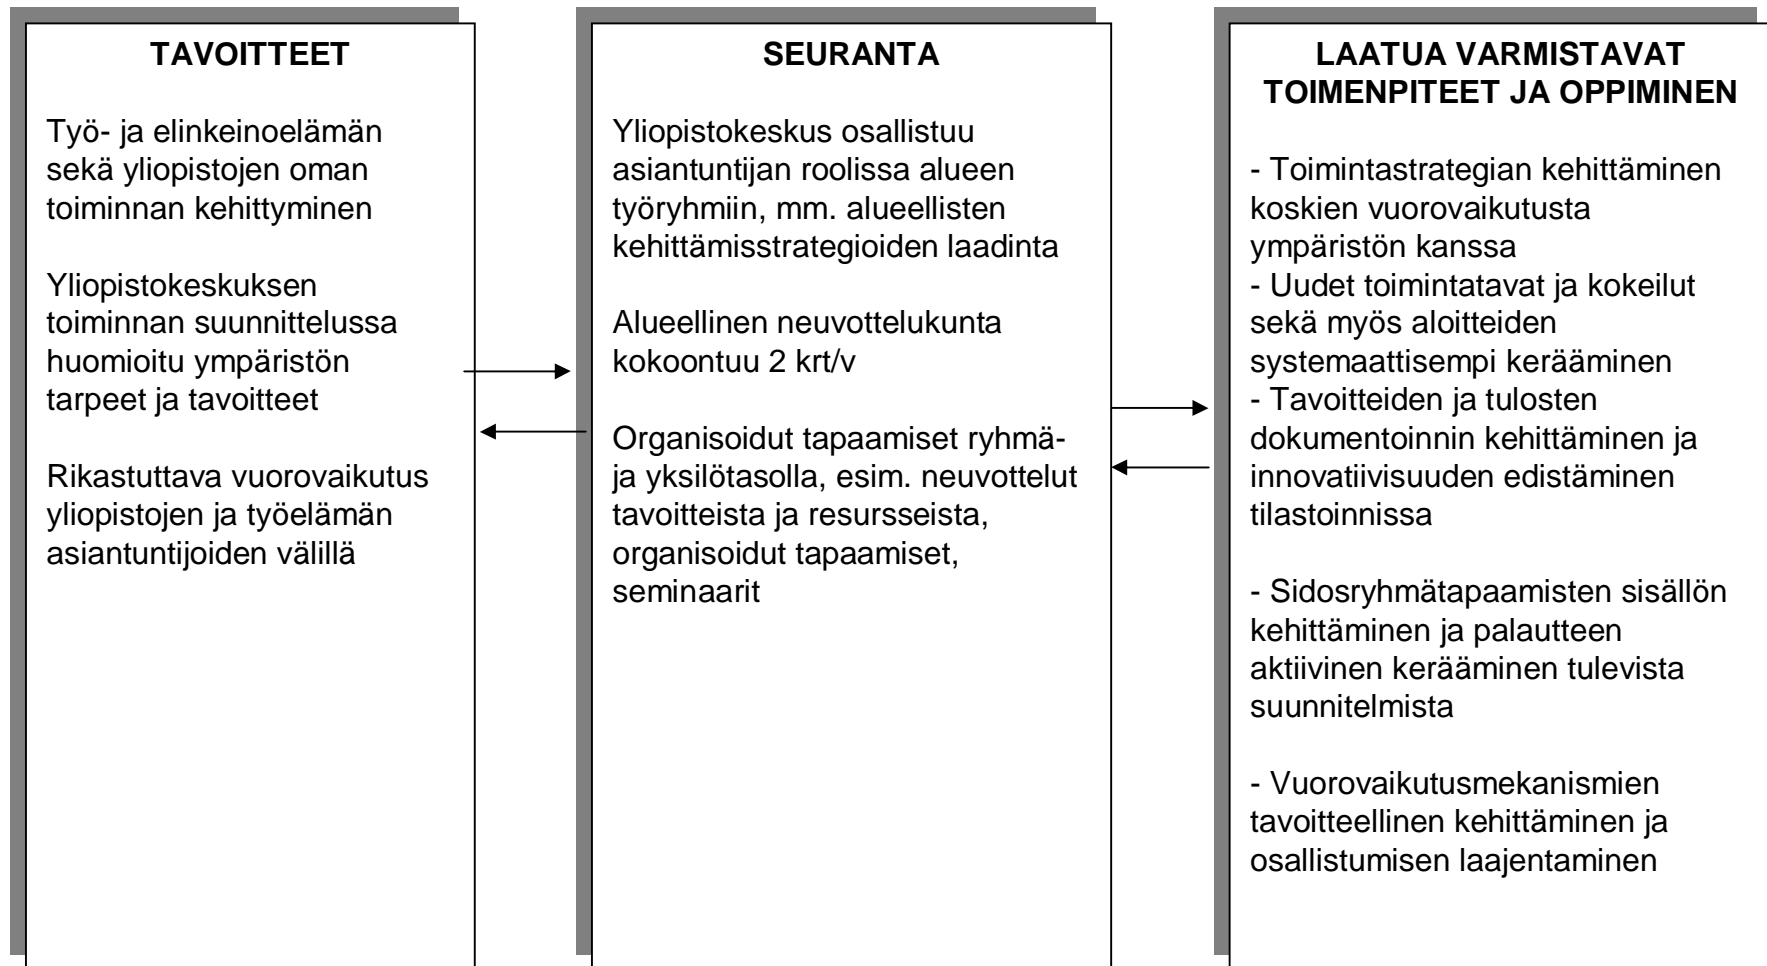 TAVOITTEET
Työ- ja elinkeinoelämän
sekä yliopistojen oman
toiminnan kehittyminen
Yliopistokeskuksen
toiminnan suunnittelussa
huomioitu ympäristön
tarpeet ja tavoitteet
Rikastuttava vuorovaikutus
yliopistojen ja työelämän
asiantuntijoiden välillä
SEURANTA
Yliopistokeskus osallistuu
asiantuntijan roolissa alueen
työryhmiin, mm. alueellisten
kehittämisstrategioiden laadinta
Alueellinen neuvottelukunta
kokoontuu 2 krt/v
Organisoidut tapaamiset ryhmä-
ja yksilötasolla, esim. neuvottelut
tavoitteista ja resursseista,
organisoidut tapaamiset,
seminaarit
LAATUA VARMISTAVAT
TOIMENPITEET JA OPPIMINEN
- Toimintastrategian kehittäminen
koskien vuorovaikutusta
ympäristön kanssa
- Uudet toimintatavat ja kokeilut
sekä myös aloitteiden
systemaattisempi kerääminen
- Tavoitteiden ja tulosten
dokumentoinnin kehittäminen ja
innovatiivisuuden edistäminen
tilastoinnissa
- Sidosryhmätapaamisten sisällön
kehittäminen ja palautteen
aktiivinen kerääminen tulevista
suunnitelmista
- Vuorovaikutusmekanismien
tavoitteellinen kehittäminen ja
osallistumisen laajentaminen